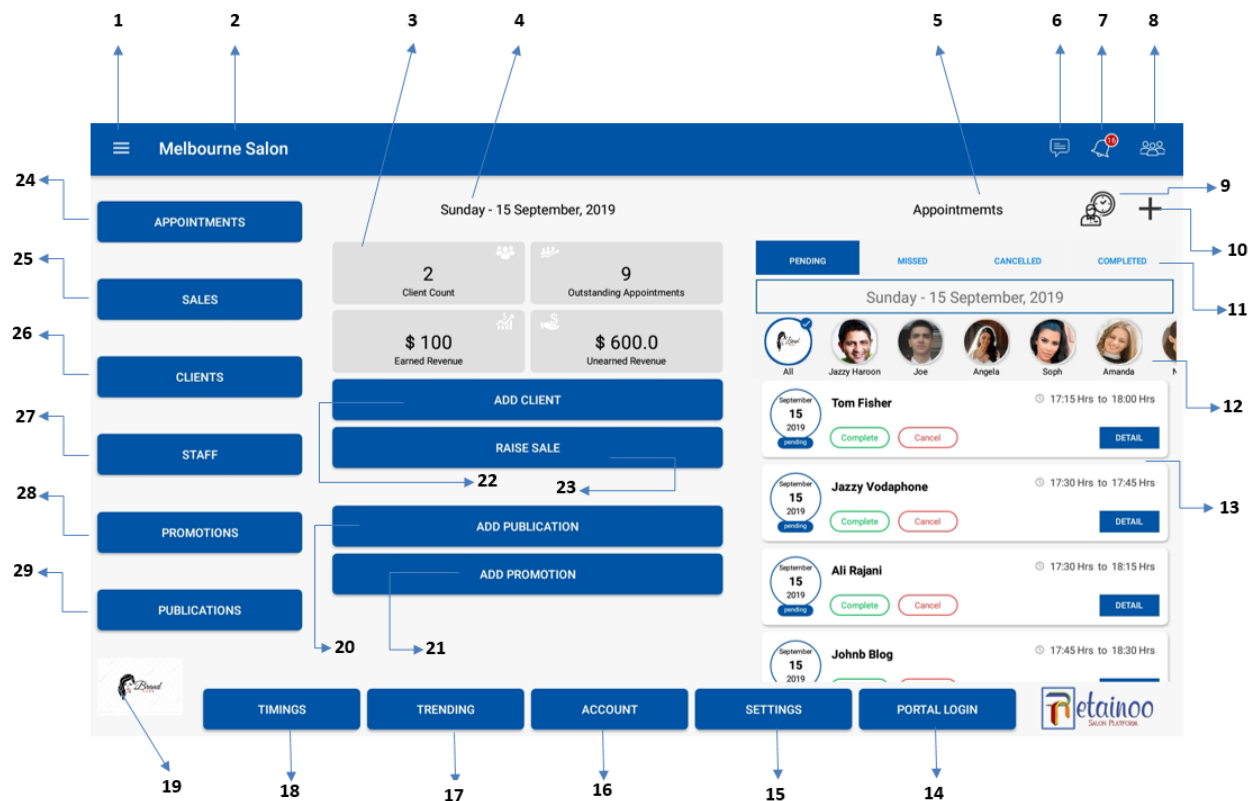 1 2 3 4 5 6 7 8
Melbourne Salon 16
24 9
APPOINTMENTS Sunday - 15 September, 2019 Appointmemts
10
25 2 9 PENDING MISSED CANCELLED COMPLETED
Client Count Outstanding Appointments
SALES Sunday - 15 September, 2019 11
26 $ 100 $ 600.0
Earned Revenue Unearned Revenue
All Jazzy Haroon Joe Angela Soph Amanda N
CLIENTS ADD CLIENT
12
September 15 2019 pending
Tom Fisher 17:15 Hrs to 18:00 Hrs
Complete Cancel DETAIL
27
STAFF RAISE SALE
22 23
September 15 2019 pending
Jazzy Vodaphone 17:30 Hrs to 17:45 Hrs
Complete Cancel DETAIL
13
28
PROMOTIONS ADD PUBLICATION
29 ADD PROMOTION
September 15 2019 pending
Ali Rajani 17:30 Hrs to 18:15 Hrs
Complete Cancel DETAIL
PUBLICATIONS
20 21
September 15 2019
Johnb Blog 17:45 Hrs to 18:30 Hrs
Brand
TIMINGS TRENDING ACCOUNT SETTINGS PORTAL LOGIN
Retainoo
SALON PLATFORM
19 18 17 16 15 14